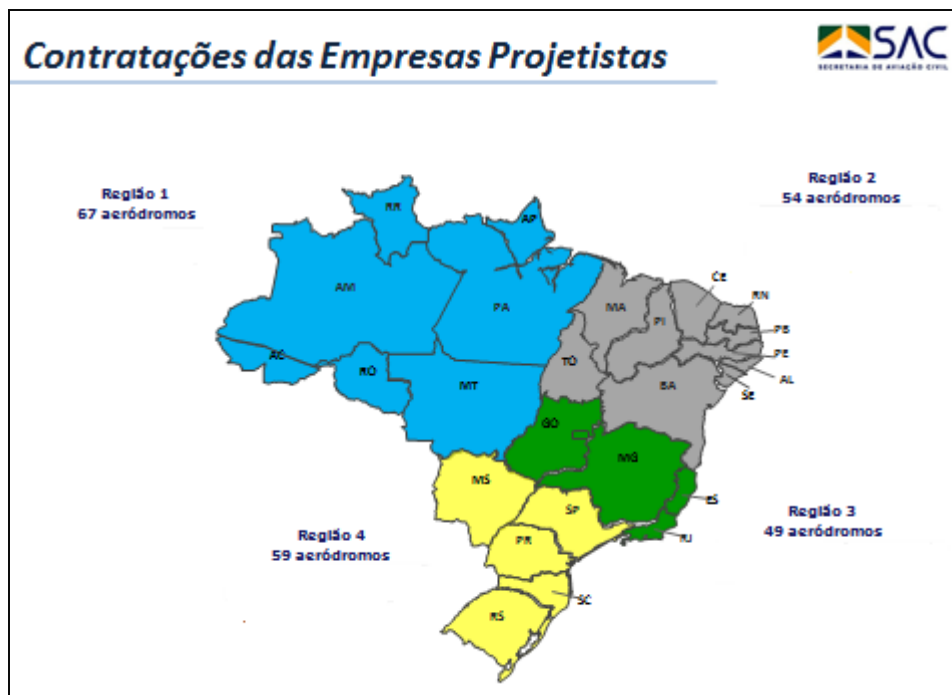 Contratações das Empresas Projetistas
SAC
SECRETARIA DE AVIAÇÃO CIVIL
Região 1
67 aeródromos
Região 2
54 aeródromos
RR
AP
AM
PA
MA
CE
RN
PI
PB
PE
AL
SE
TO
AC
RO
MT
BA
GO
MG
ES
MS
SP
RJ
PR
SC
RS
Região 4
59 aeródromos
Região 3
49 aeródromos